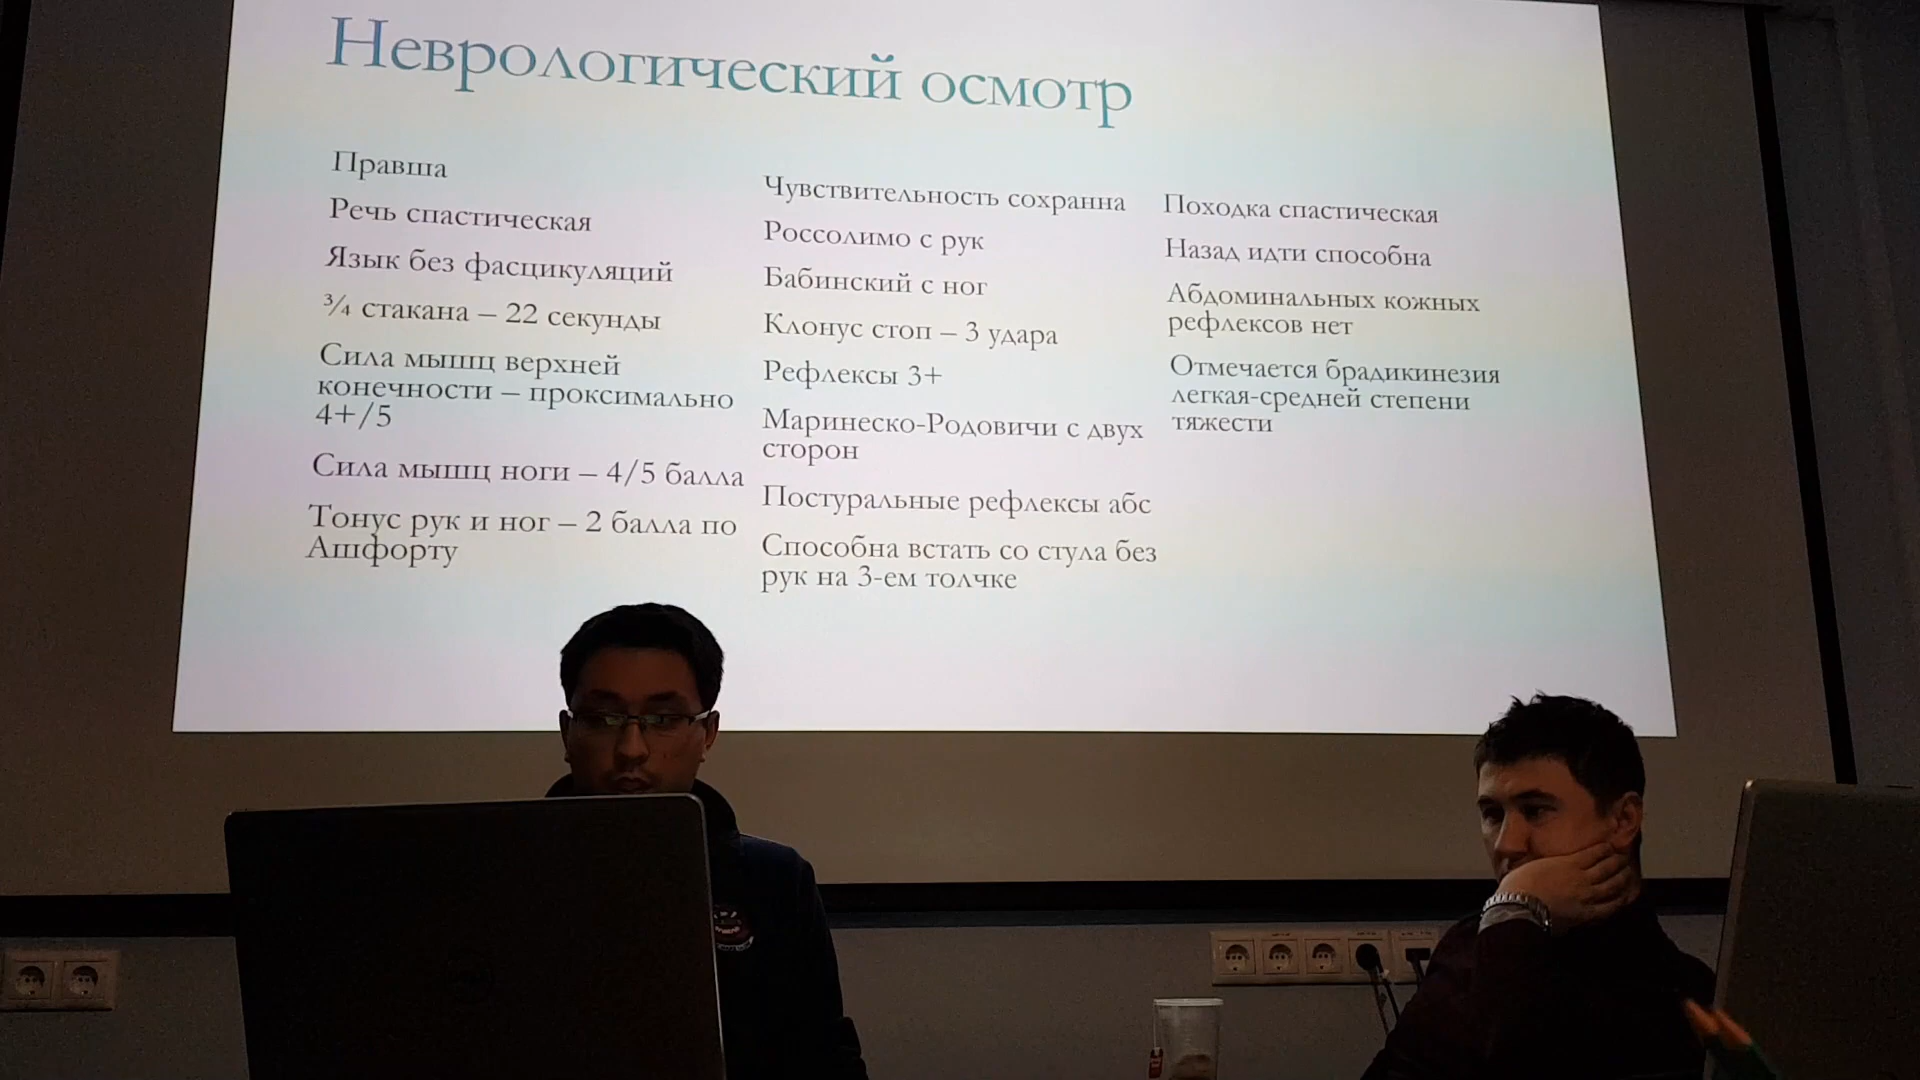 Неврологический осмотр
Правша
Речь спастическая
Язык без фасцикуляций
¾ стакана – 22 секунды
Сила мышц верхней
конечности – проксимально
4+/5
Сила мышц ноги – 4/5 балла
Тонус рук и ног – 2 балла по
Ашфорту
Чувствительность сохранна
Россолимо с рук
Бабинский с ног
Клонус стоп – 3 удара
Рефлексы 3+
Маринеско-Родовичи с двух
сторон
Постуральные рефлексы абс
Способна встать со стула без
рук на 3-ем толчке
Походка спастическая
Назад идти способна
Абдоминальных кожных
рефлексов нет
Отмечается брадикинезия
легкая-средней степени
тяжести
DELL